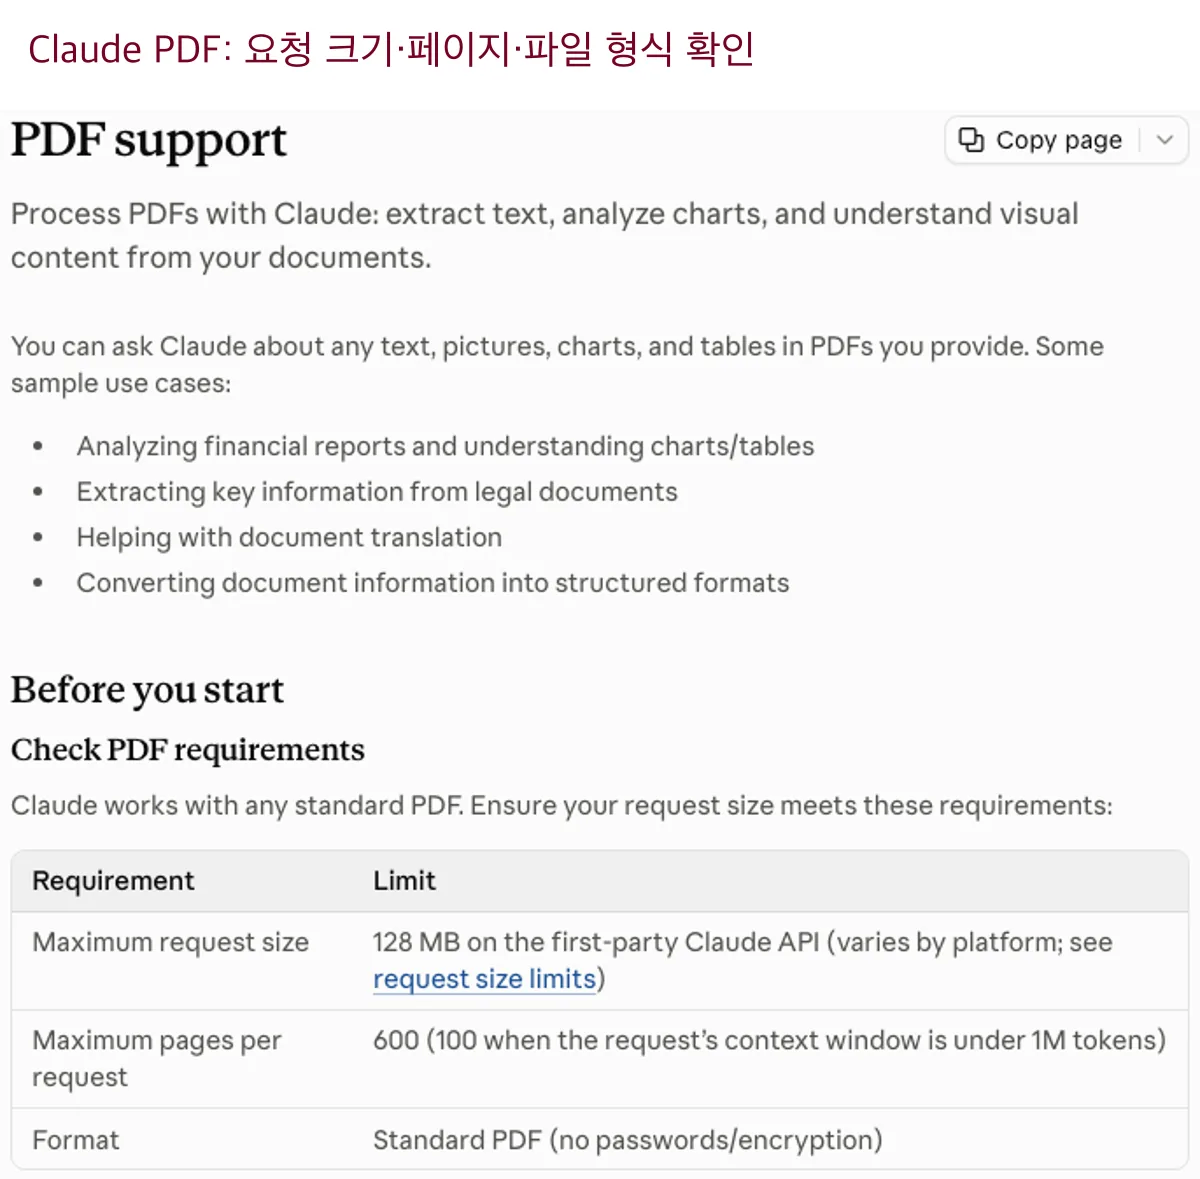 Claude PDF: 요청 크기·페이지·파일 형식 확인
PDF support
Copy page
Process PDFs with Claude: extract text, analyze charts, and understand visual
content from your documents.
You can ask Claude about any text, pictures, charts, and tables in PDFs you provide. Some
sample use cases:
• Analyzing financial reports and understanding charts/tables
• Extracting key information from legal documents
• Helping with document translation
• Converting document information into structured formats
Before you start
Check PDF requirements
Claude works with any standard PDF. Ensure your request size meets these requirements:
Requirement Limit
Maximum request size 128 MB on the first-party Claude API (varies by platform; see
request size limits)
Maximum pages per 600 (100 when the request’s context window is under 1M tokens)
request
Format Standard PDF (no passwords/encryption)